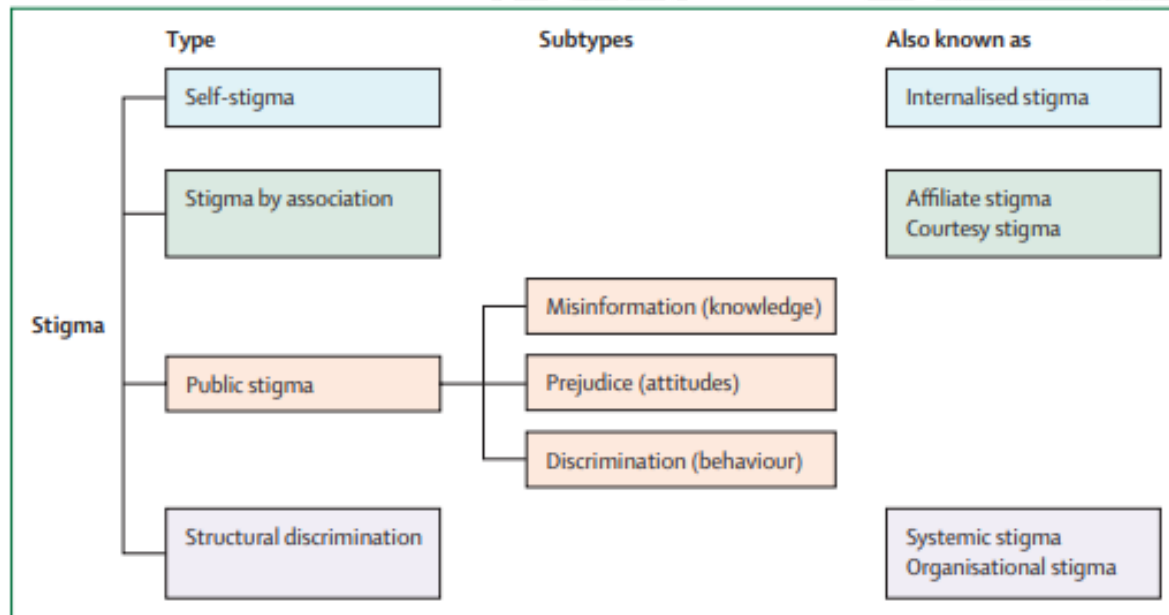 Type Subtypes Also known as
Self-stigma Internalised stigma
Stigma by association Affiliate stigma
Courtesy stigma
Misinformation (knowledge)
Stigma
Public stigma Prejudice (attitudes)
Discrimination (behaviour)
Structural discrimination Systemic stigma
Organisational stigma